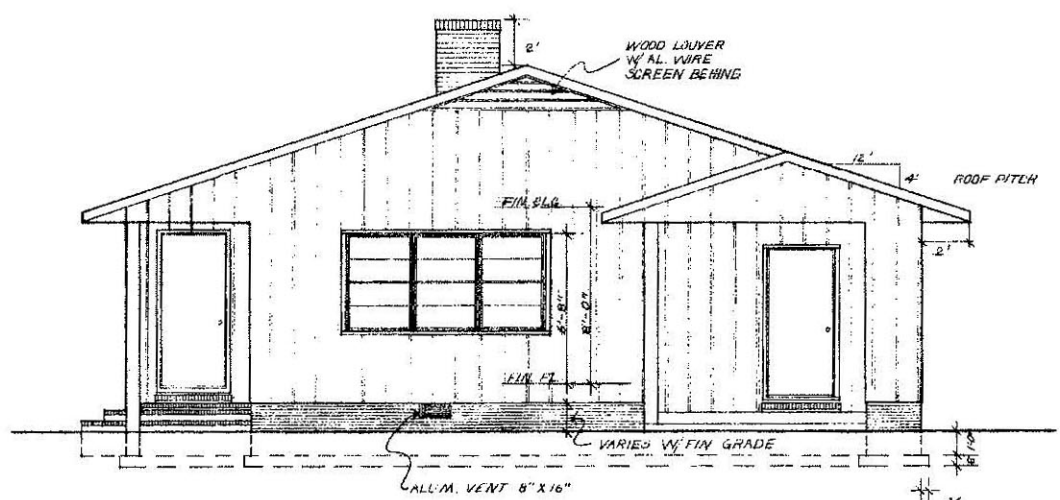 2'
WOOD LOUVER
W/ AL. WIRE
SCREEN BEHIND
12'
4'
ROOF PITCH
FIN CLG
2'
6'-8"
8'-0"
FIN FL
VARIES W/ FIN GRADE
ALUM. VENT 8" X 16"